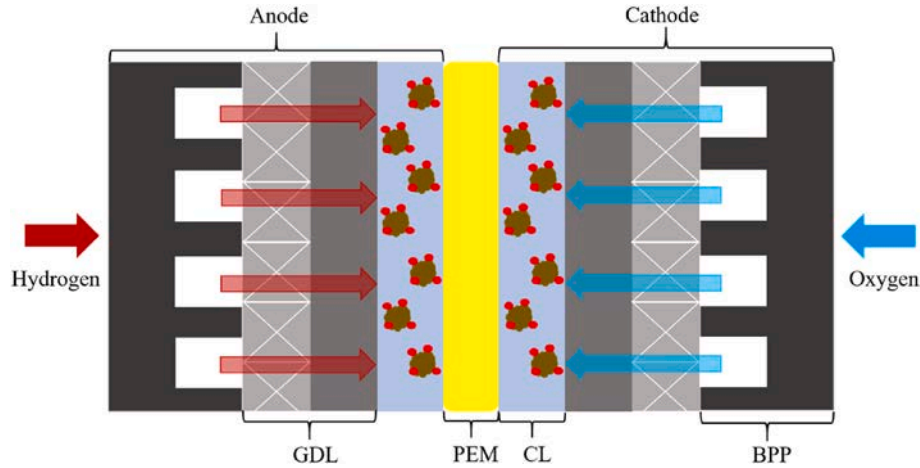 Anode
Cathode
Hydrogen
Oxygen
GDL
PEM
CL
BPP